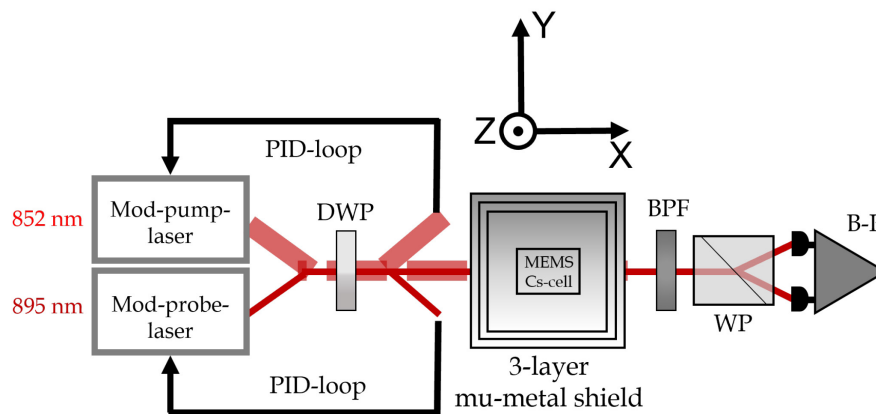 Y
Z
X
PID-loop
852 nm
Mod-pump-
laser
DWP
BPF
MEMS
Cs-cell
895 nm
Mod-probe-
laser
WP
PID-loop
3-layer
mu-metal shield